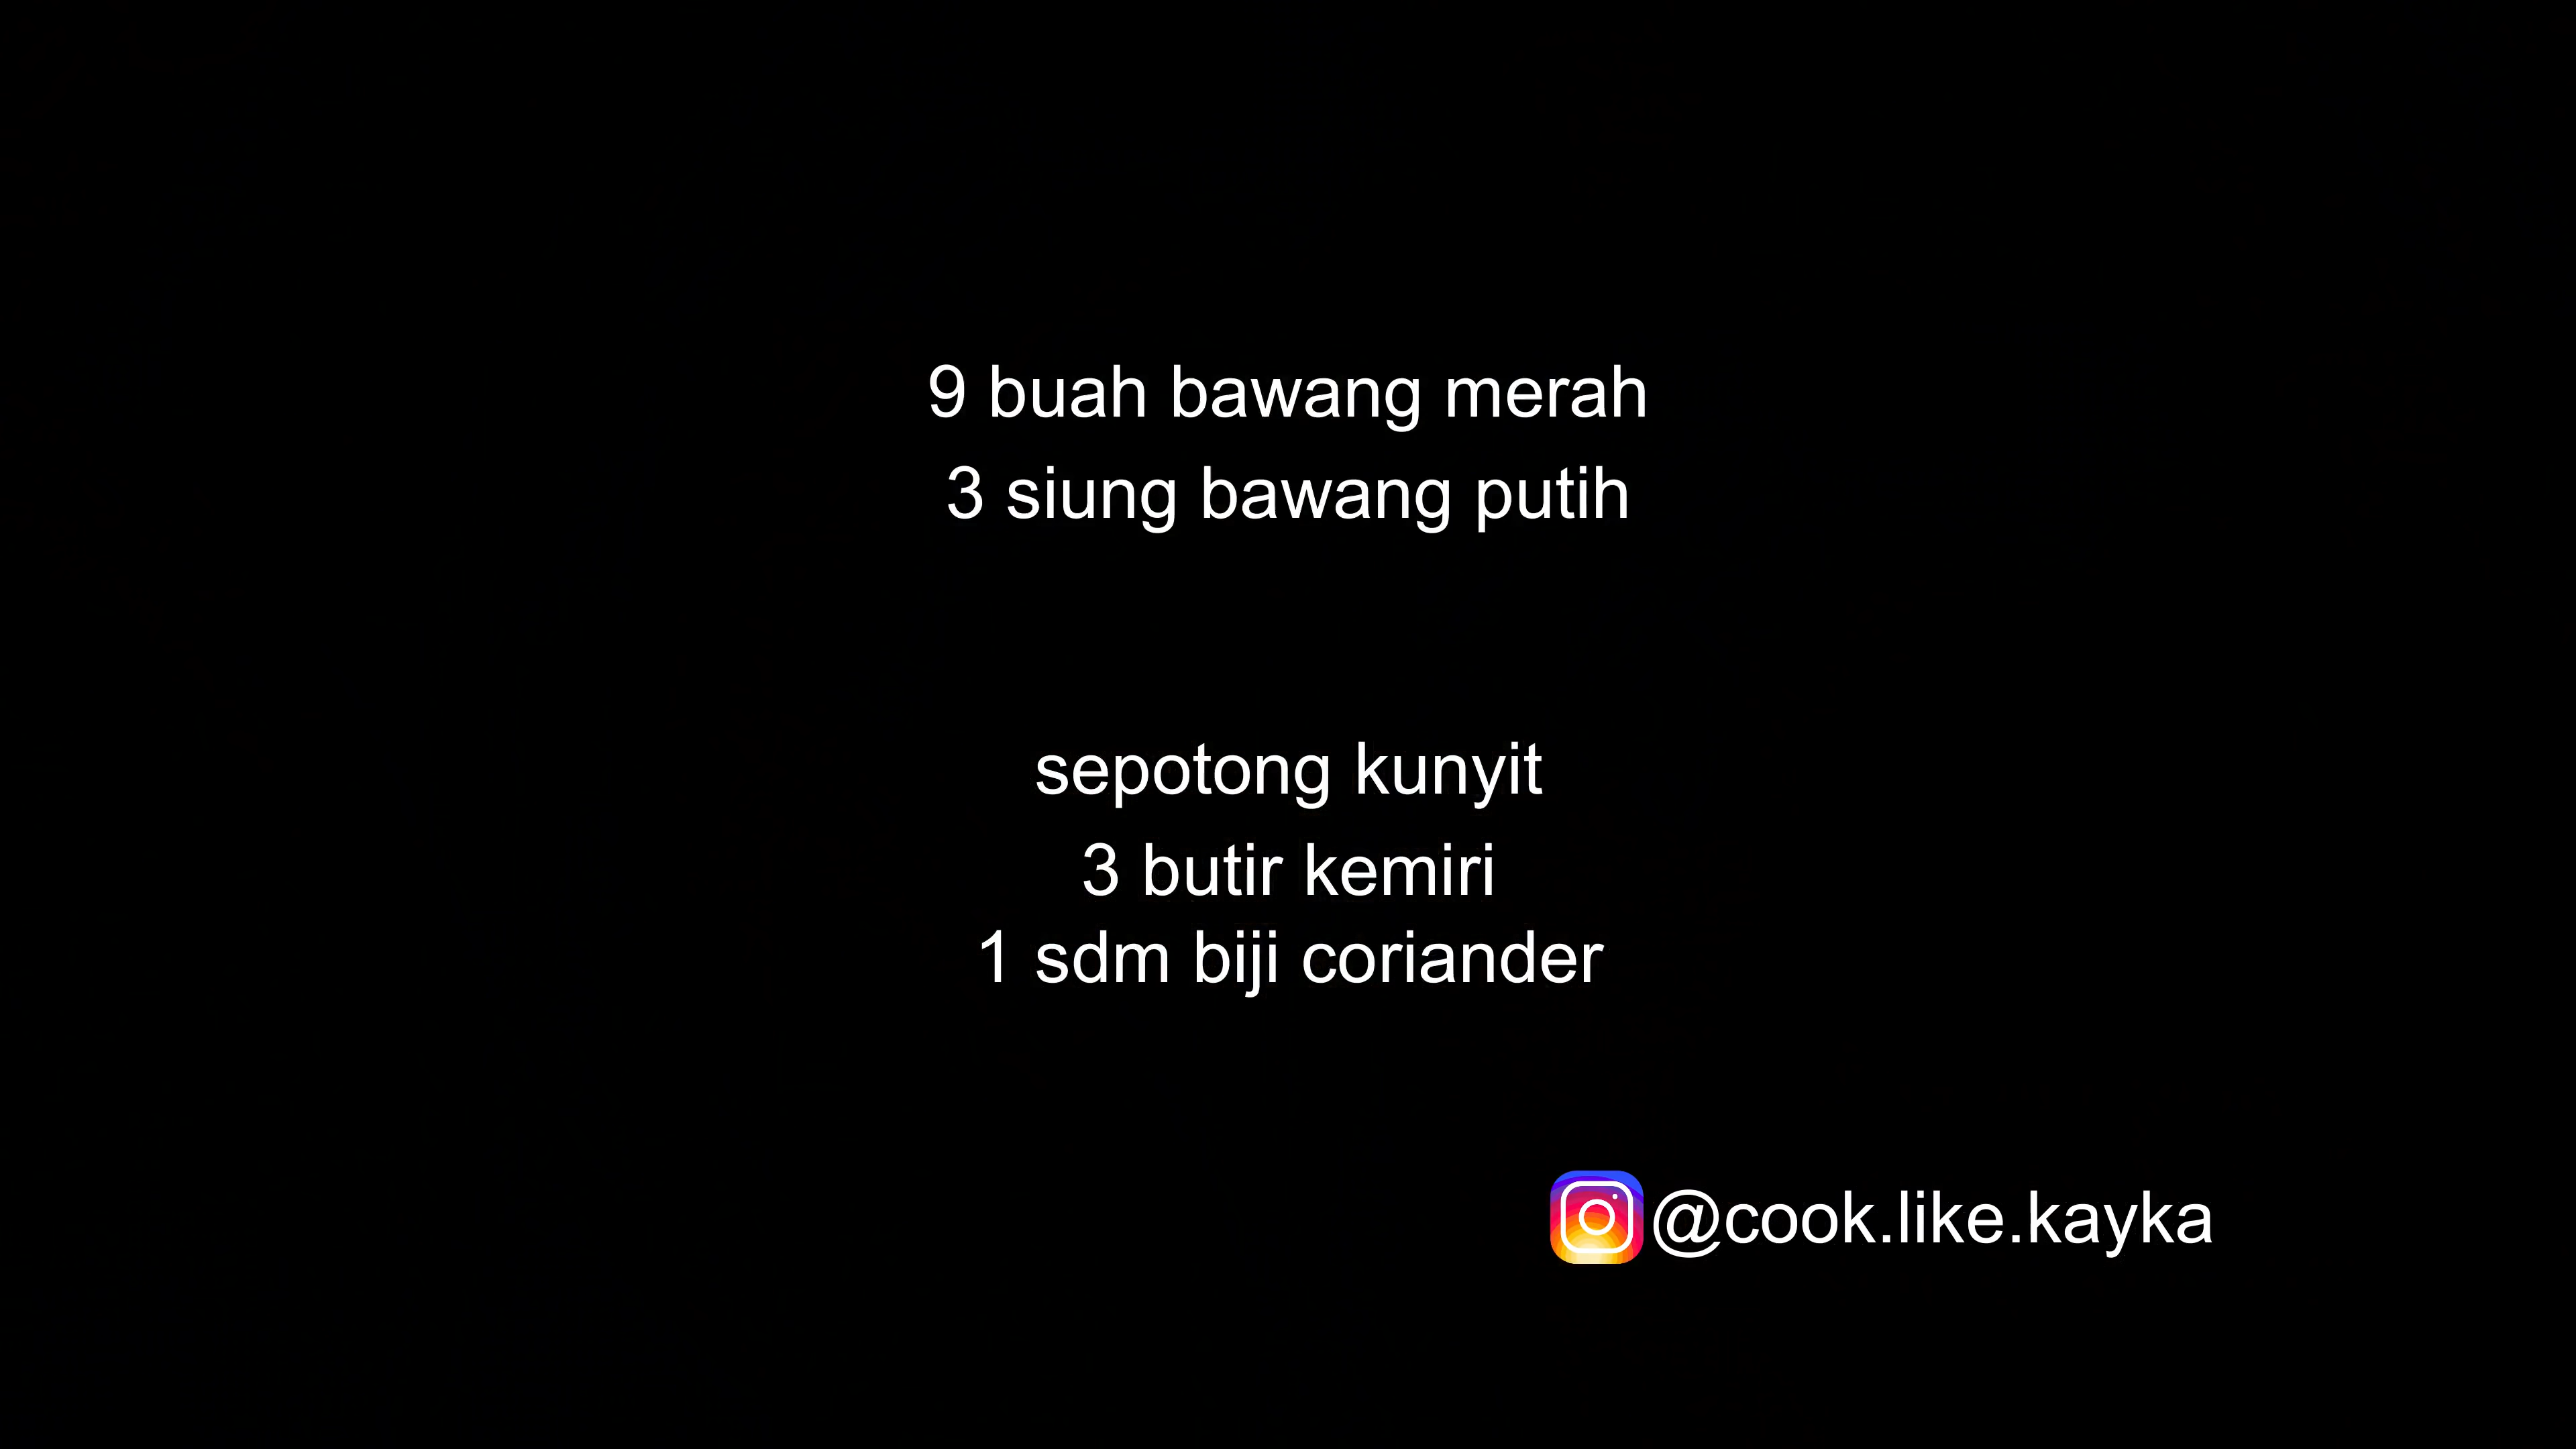 9 buah bawang merah
3 siung bawang putih
sepotong kunyit
3 butir kemiri
1 sdm biji coriander
@cook.like.kayka